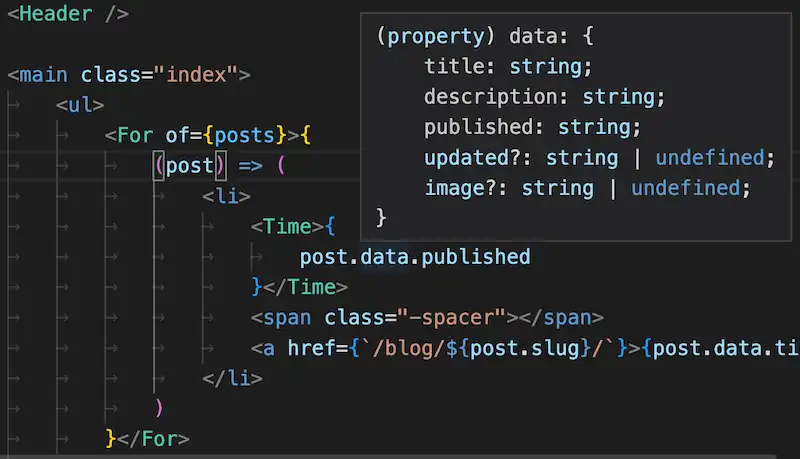 <Header />
<main class="index">
<ul>
<For of={posts}>{
(post) => (
<li>
<Time>{
post.data.published
}</Time>
<span class="-spacer"></span>
<a href={`/blog/${post.slug}/`}>{post.data.ti
</li>
)
}</For>
(property) data: {
title: string;
description: string;
published: string;
updated?: string | undefined;
image?: string | undefined;
}